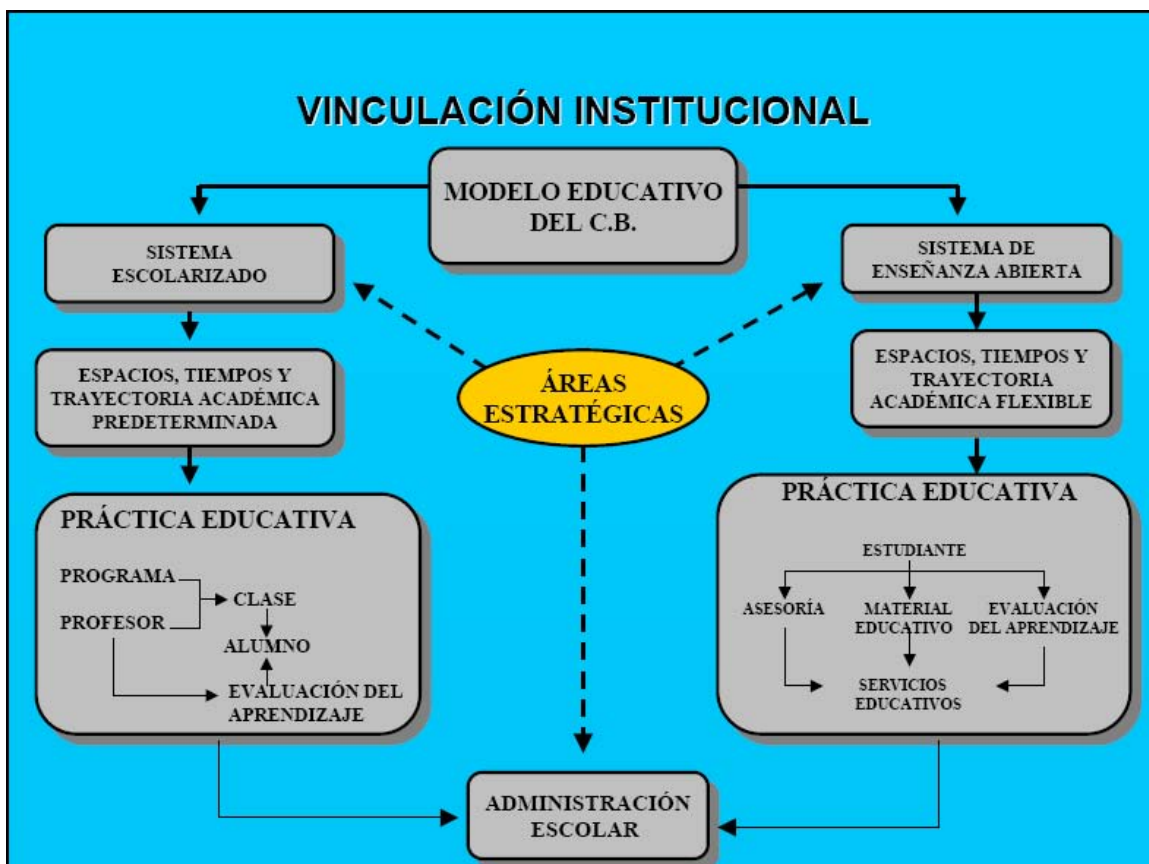 VINCULACIÓN INSTITUCIONAL
MODELO EDUCATIVO
DEL C.B.
SISTEMA
ESCOLARIZADO
SISTEMA DE
ENSEÑANZA ABIERTA
ESPACIOS, TIEMPOS Y
TRAYECTORIA ACADÉMICA
PREDETERMINADA
ÁREAS
ESTRATÉGICAS
ESPACIOS, TIEMPOS Y
TRAYECTORIA
ACADÉMICA FLEXIBLE
PRÁCTICA EDUCATIVA
PROGRAMA
PROFESOR
CLASE
ALUMNO
EVALUACIÓN DEL
APRENDIZAJE
PRÁCTICA EDUCATIVA
ESTUDIANTE
ASESORÍA
MATERIAL
EDUCATIVO
EVALUACIÓN
DEL APRENDIZAJE
SERVICIOS
EDUCATIVOS
ADMINISTRACIÓN
ESCOLAR